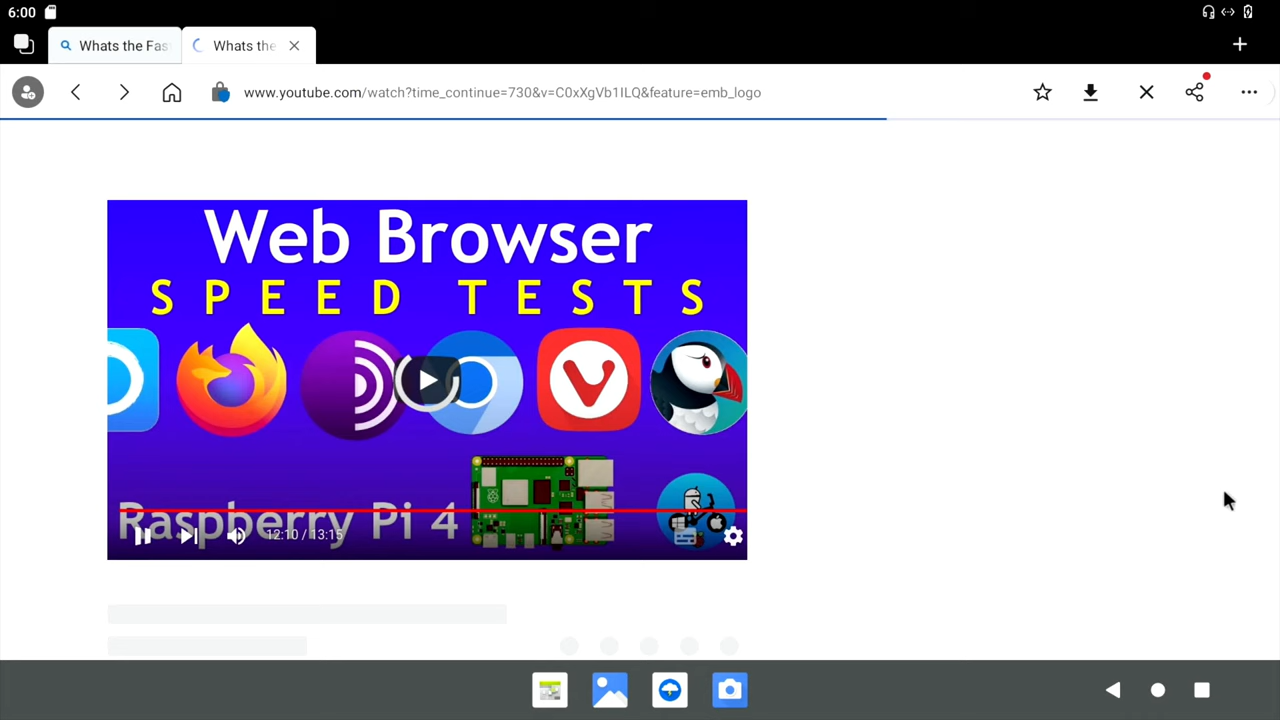 6:00
Whats the Fas
Whats the
www.youtube.com/watch?time_continue=730&v=C0xXgVb1ILQ&feature=emb_logo
Web Browser
SPEED TESTS
Raspberry Pi 4
12:10 / 13:15